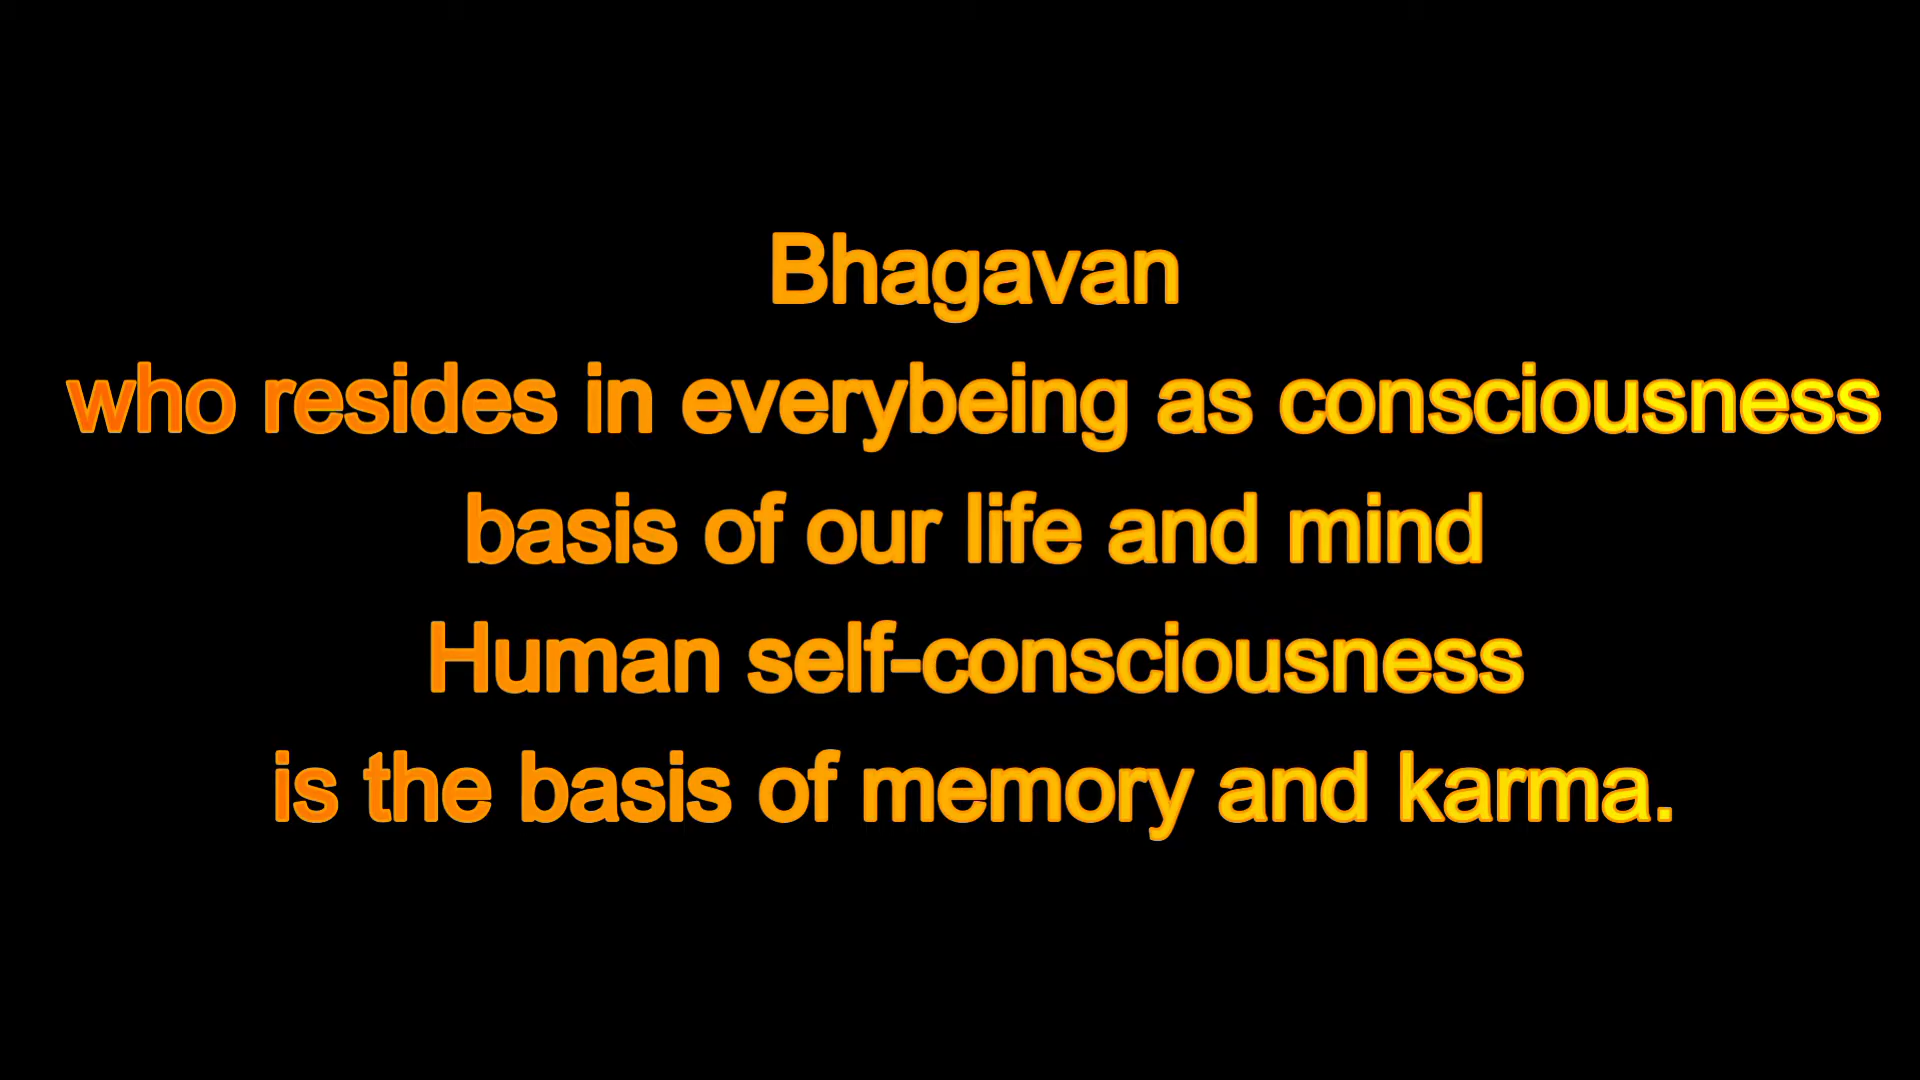 Bhagavan
who resides in everybeing as consciousness
basis of our life and mind
Human self-consciousness
is the basis of memory and karma.